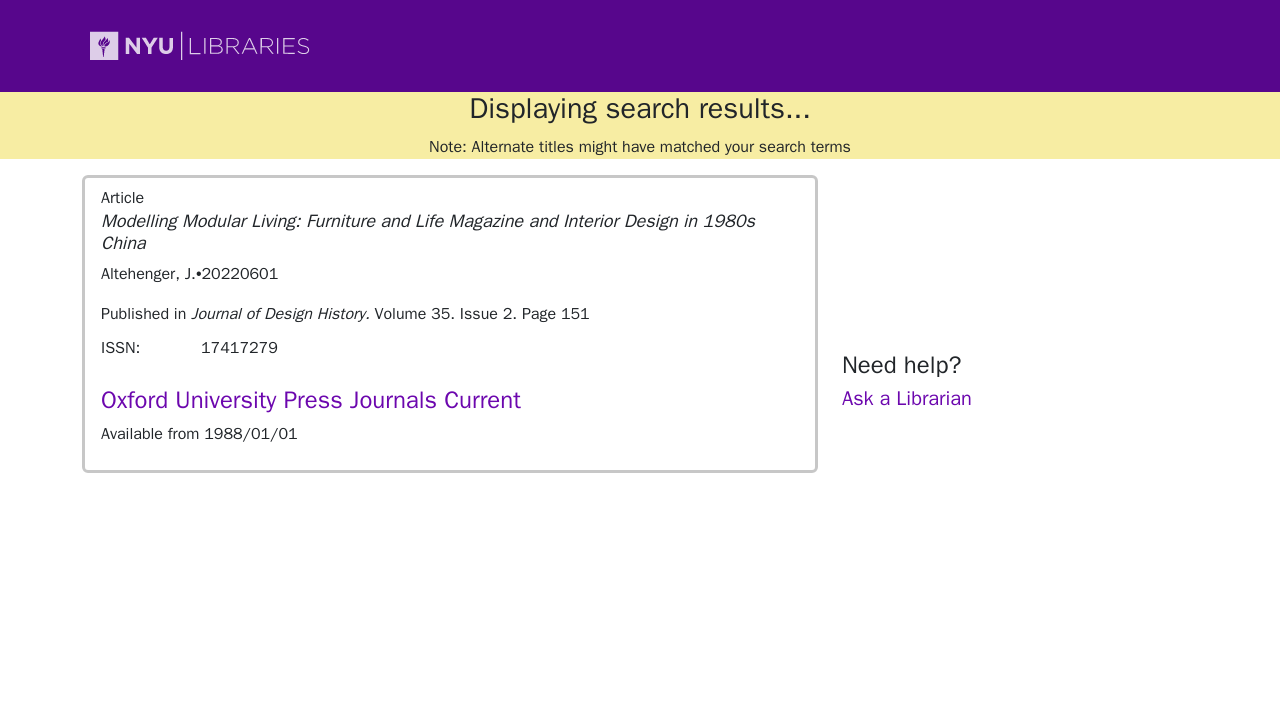 NYU | LIBRARIES
Displaying search results...
Note: Alternate titles might have matched your search terms
Article
Modelling Modular Living: Furniture and Life Magazine and Interior Design in 1980s
China
Altehenger, J.•20220601
Published in Journal of Design History. Volume 35. Issue 2. Page 151
ISSN: 17417279
Oxford University Press Journals Current
Available from 1988/01/01
Need help?
Ask a Librarian